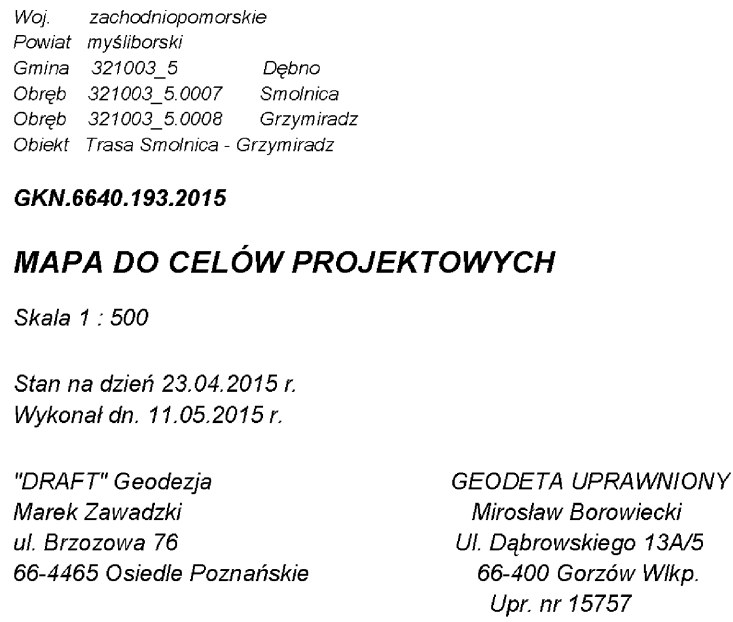 Woj. zachodniopomorskie
Powiat myśliborski
Gmina 321003_5 Dębno
Obręb 321003_5.0007 Smolnica
Obręb 321003_5.0008 Grzymiradz
Obiekt Trasa Smolnica - Grzymiradz
GKN.6640.193.2015
MAPA DO CELÓW PROJEKTOWYCH
Skala 1 : 500
Stan na dzień 23.04.2015 r.
Wykonał dn. 11.05.2015 r.
"DRAFT" Geodezja
Marek Zawadzki
ul. Brzozowa 76
66-4465 Osiedle Poznańskie
GEODETA UPRAWNIONY
Mirosław Borowiecki
Ul. Dąbrowskiego 13A/5
66-400 Gorzów Wlkp.
Upr. nr 15757